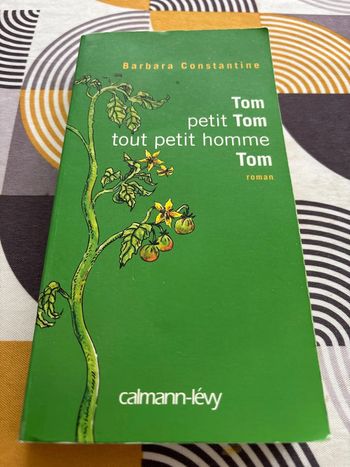 Barbara Constantine
Tom
petit Tom
tout petit homme
Tom
roman
calmann-lévy